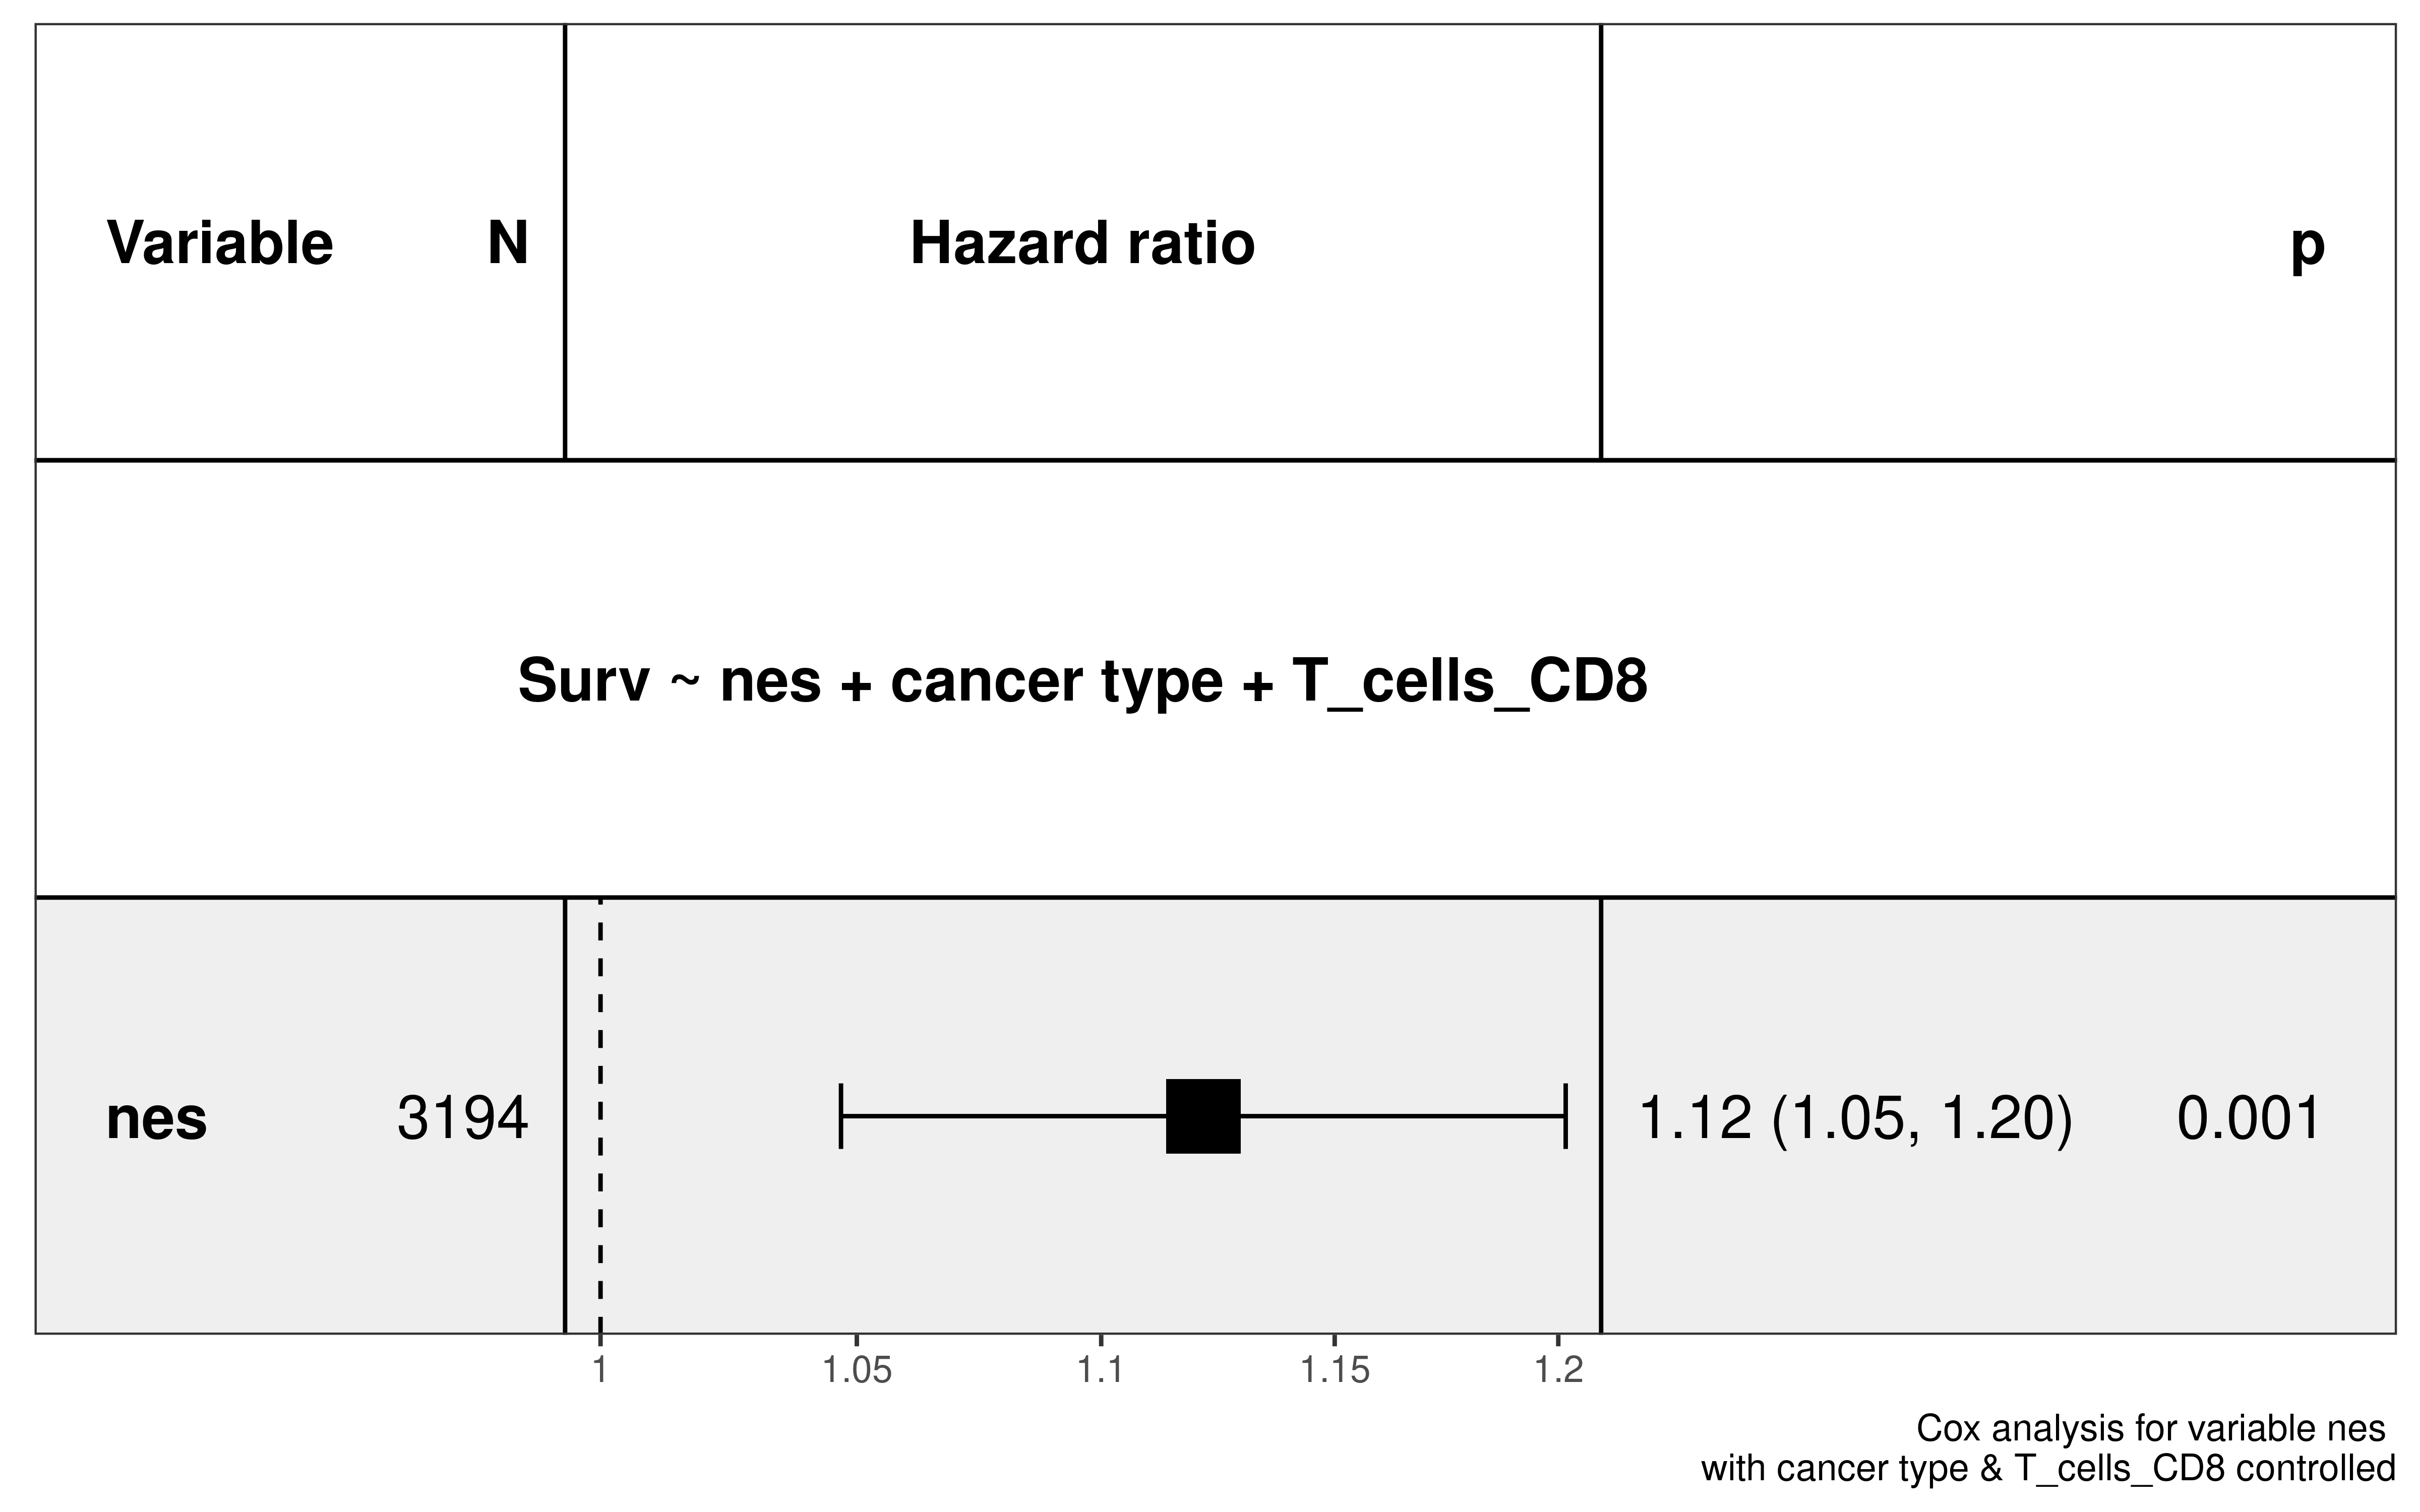 Variable N Hazard ratio p
Surv ~ nes + cancer type + T_cells_CD8
nes 3194 1.12 (1.05, 1.20) 0.001
1 1.05 1.1 1.15 1.2
Cox analysis for variable nes
with cancer type & T_cells_CD8 controlled